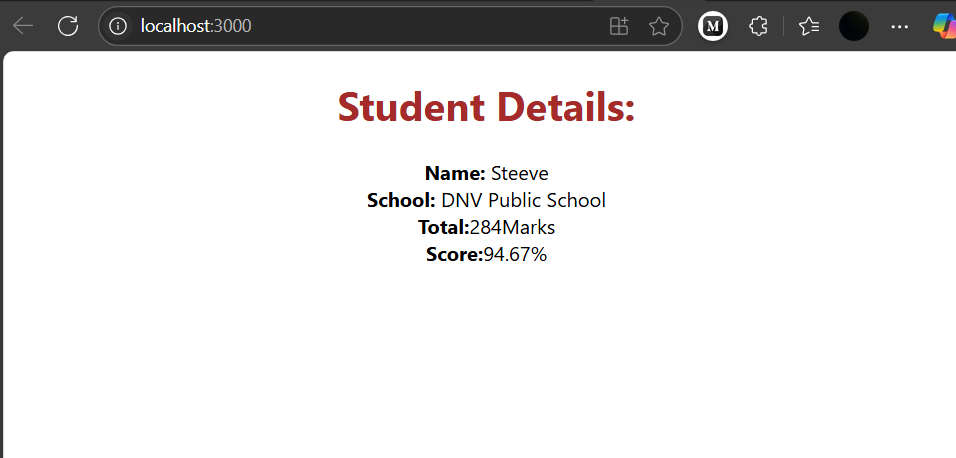 localhost:3000
M
Student Details:
Name: Steeve
School: DNV Public School
Total:284Marks
Score:94.67%